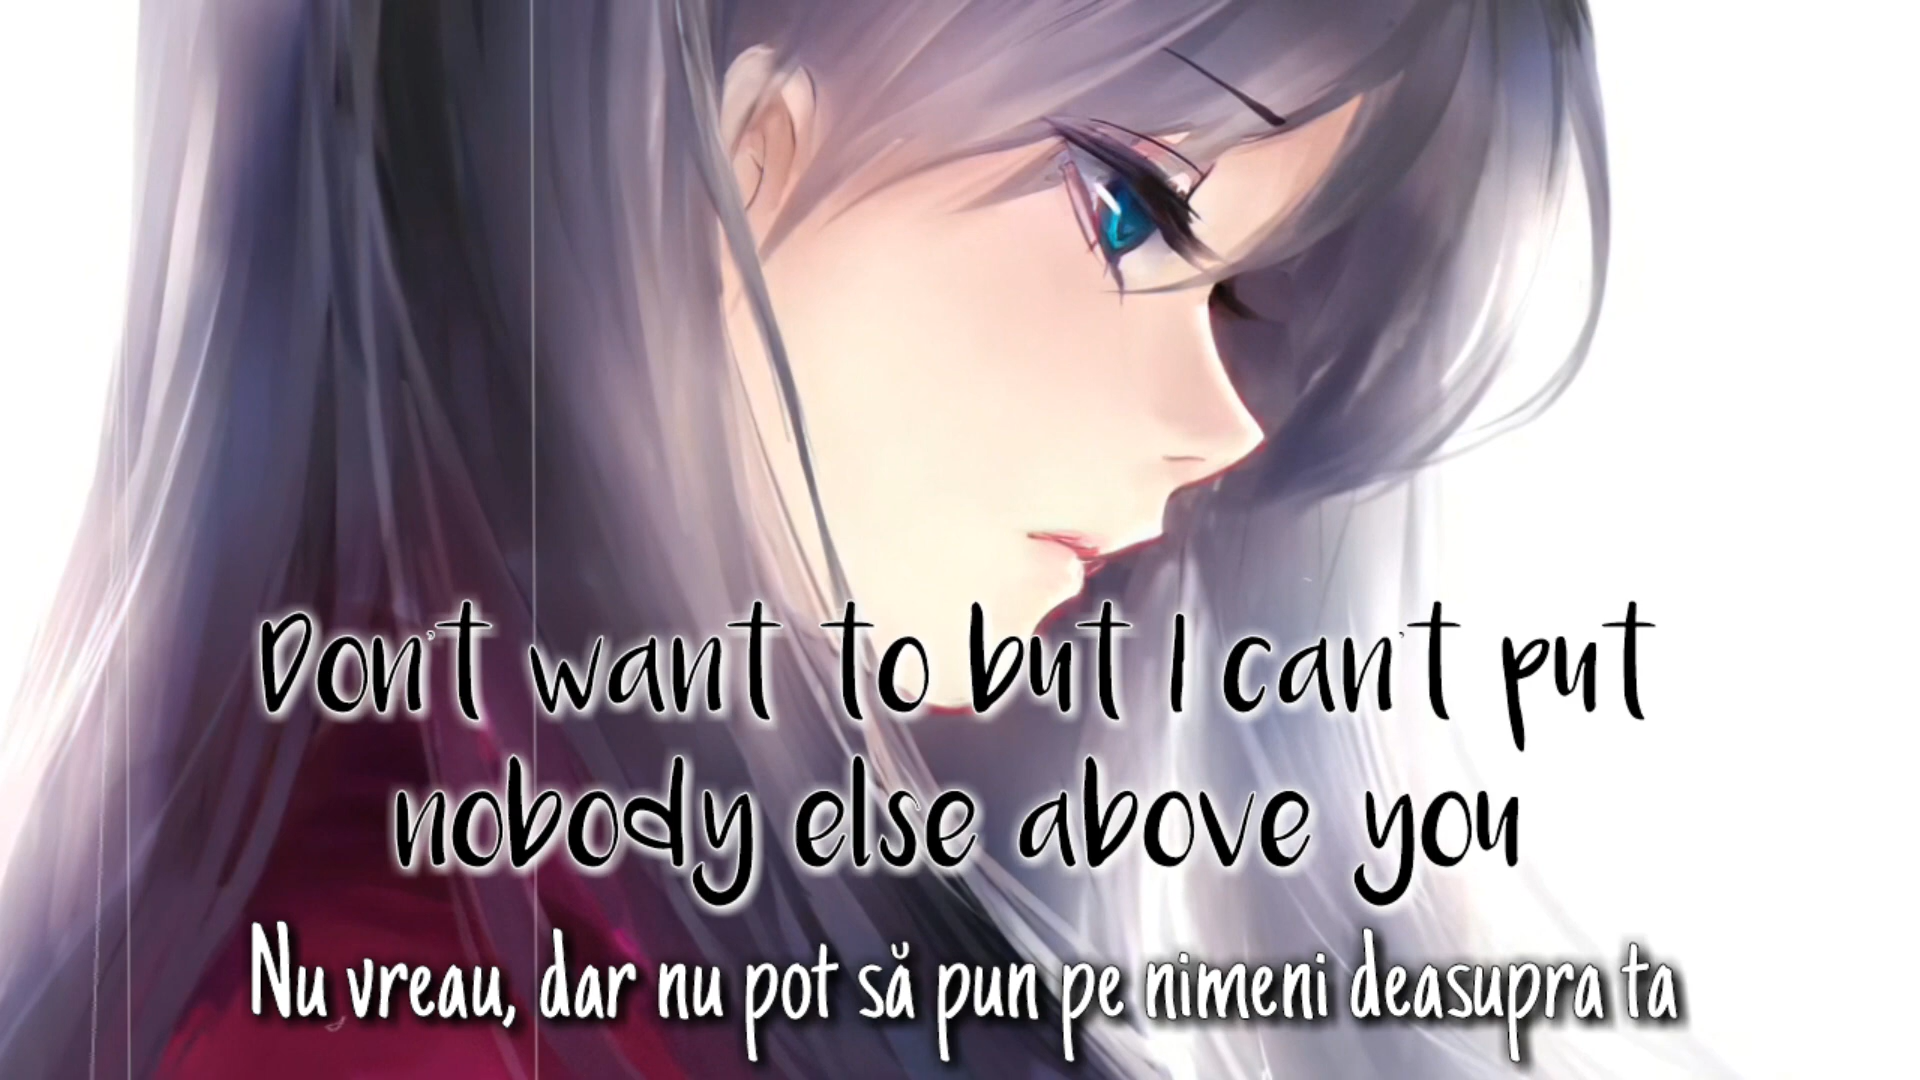 Don't want to but I can't put
nobody else above you
Nu vreau, dar nu pot să pun pe nimeni deasupra ta